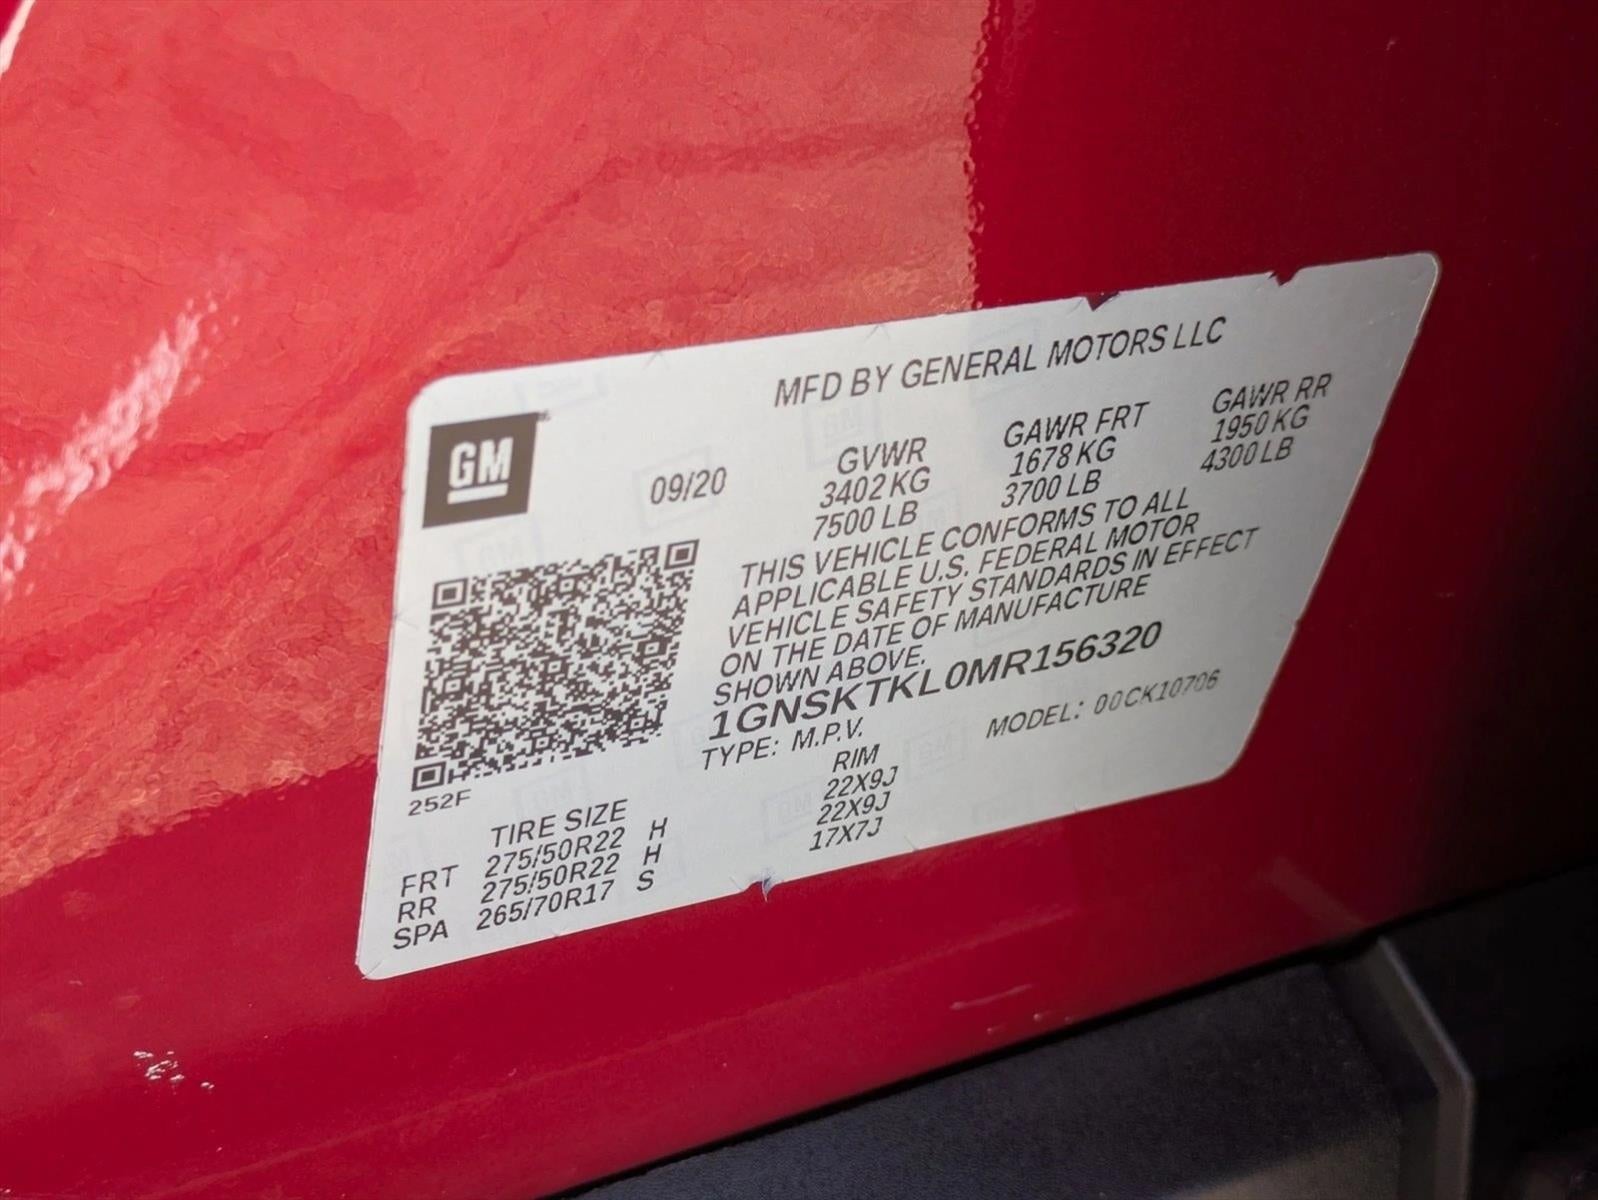 MFD BY GENERAL MOTORS LLC
GM
09/20
GVWR GAWR FRT GAWR RR
3402 KG 1678 KG 1950 KG
7500 LB 3700 LB 4300 LB
THIS VEHICLE CONFORMS TO ALL
APPLICABLE U.S. FEDERAL MOTOR
VEHICLE SAFETY STANDARDS IN EFFECT
ON THE DATE OF MANUFACTURE
SHOWN ABOVE.
1GNSKTKL0MR156320
TYPE: M.P.V. MODEL: 00CK10706
252F
TIRE SIZE RIM
FRT 275/50R22 H 22X9J
RR 275/50R22 H 22X9J
SPA 265/70R17 S 17X7J